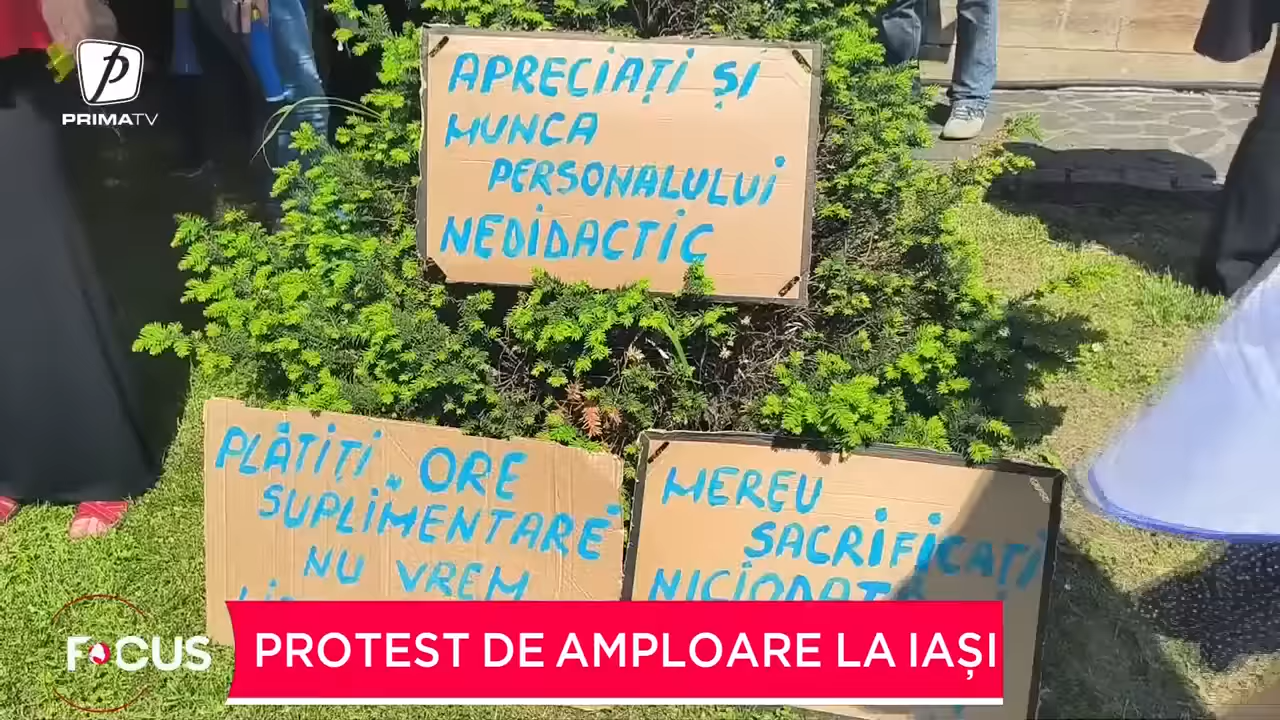 PRIMATV
APRECIAȚI ȘI
MUNCA
PERSONALULUI
NEDIDACTIC
PLĂTIȚI „ORE
SUPLIMENTARE"
NU VREM
MEREU
SACRIFICAȚI
NICIODATĂ
FOCUS
PROTEST DE AMPLOARE LA IAȘI